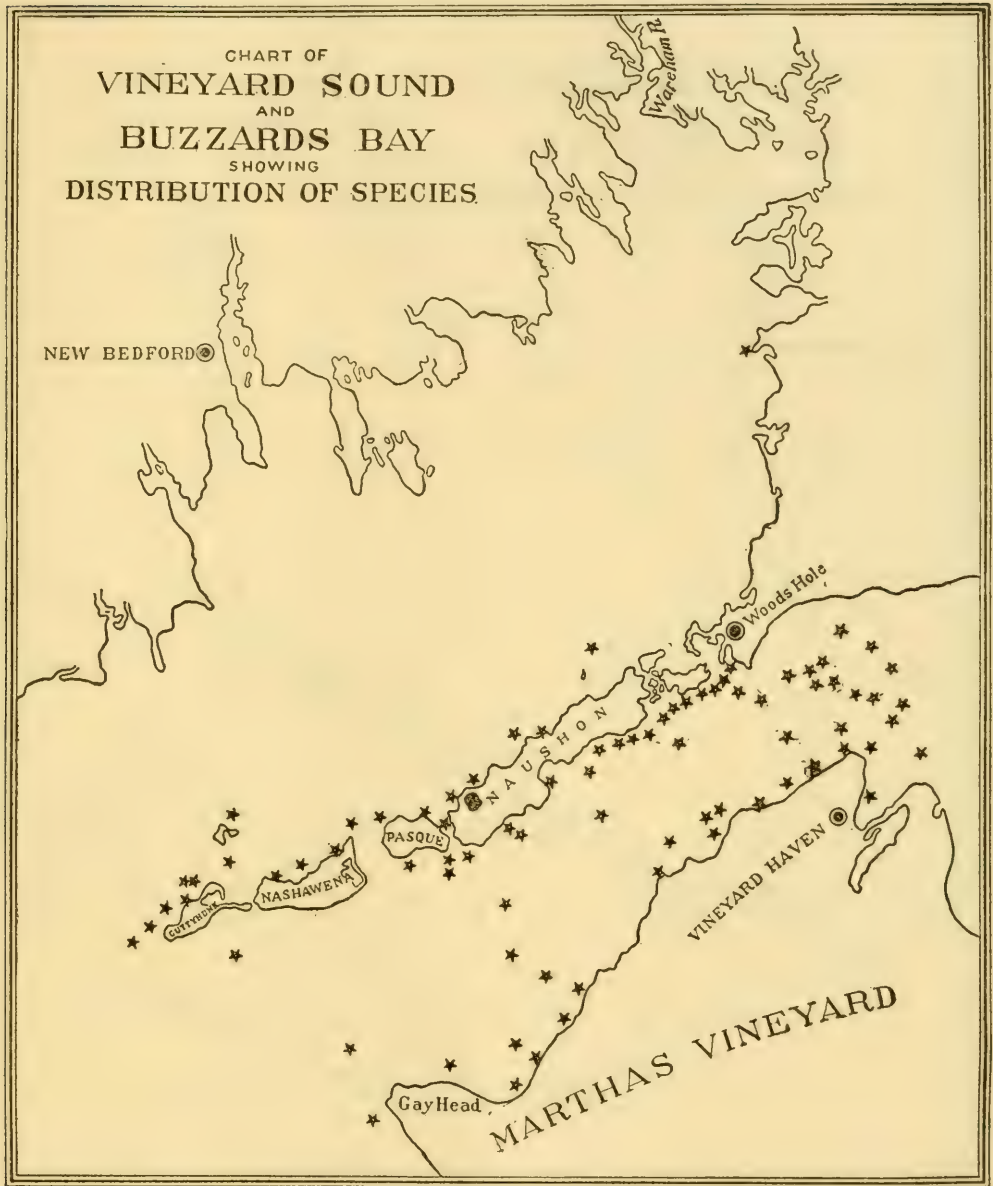 CHART OF
VINEYARD SOUND
AND
BUZZARDS BAY
SHOWING
DISTRIBUTION OF SPECIES.
Wareham R.
NEW BEDFORD
Woods Hole
NAUSHON
PASQUE
NASHAWENA
CUTTYHUNK
VINEYARD HAVEN
MARTHAS VINEYARD
Gay Head